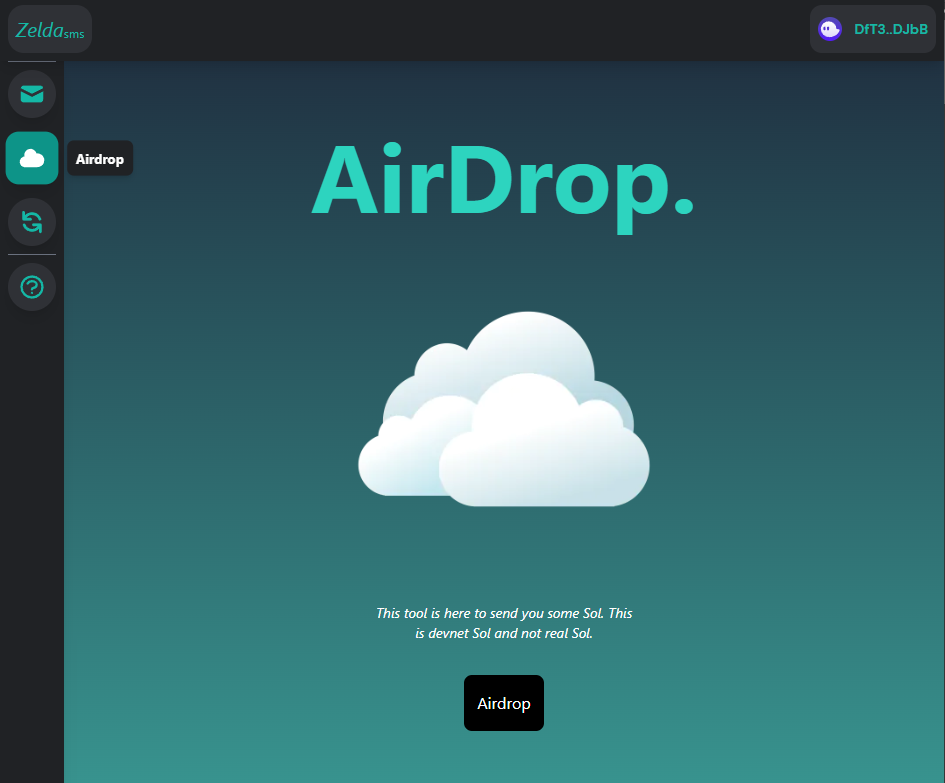 Zeldasms
DfT3..DJbB
Airdrop
AirDrop.
This tool is here to send you some Sol. This
is devnet Sol and not real Sol.
Airdrop